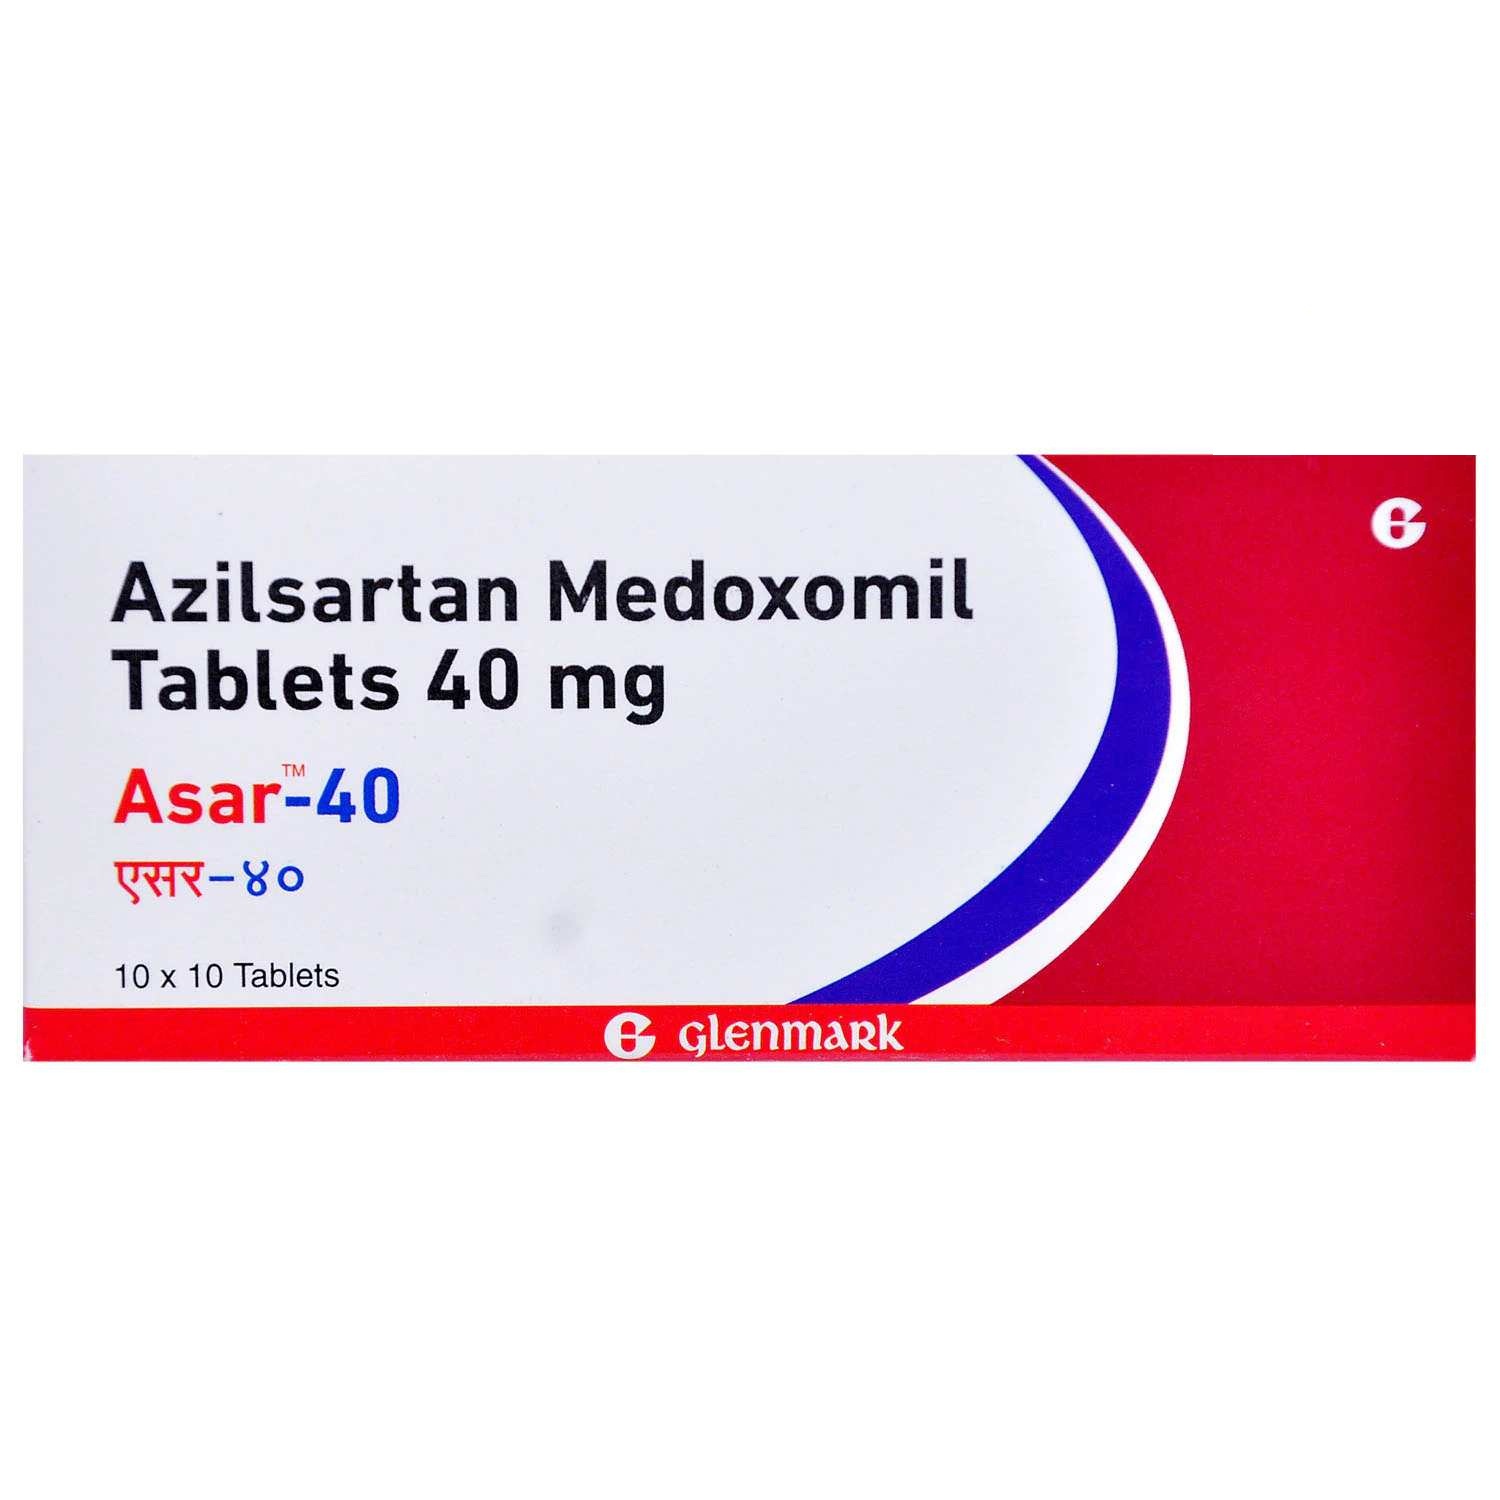 Azilsartan Medoxomil
Tablets 40 mg
Asar™-40
एसर-४०
10 x 10 Tablets
GLENMARK